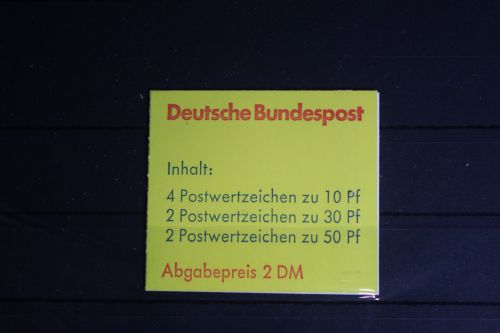 Deutsche Bundespost
Inhalt:
4 Postwertzeichen zu 10 Pf
2 Postwertzeichen zu 30 Pf
2 Postwertzeichen zu 50 Pf
Abgabepreis 2 DM